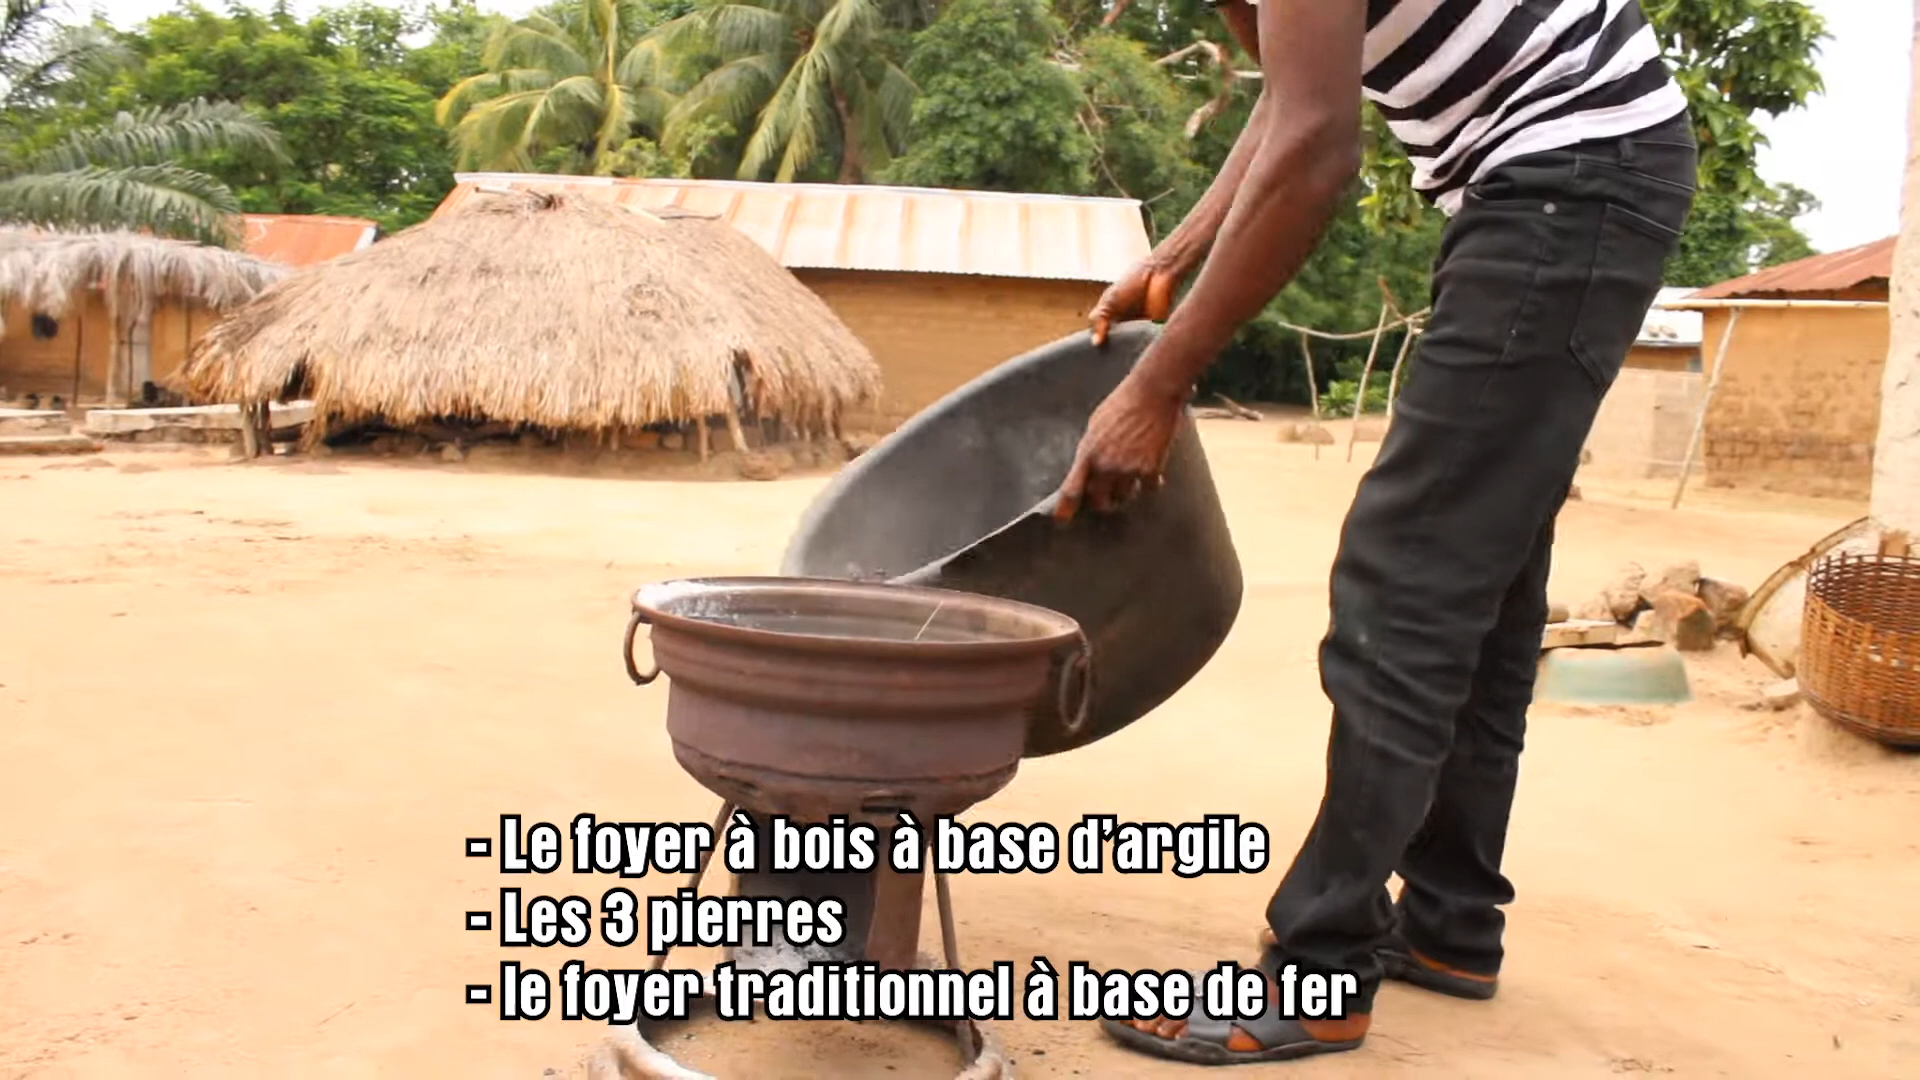 - Le foyer à bois à base d’argile
- Les 3 pierres
- le foyer traditionnel à base de fer